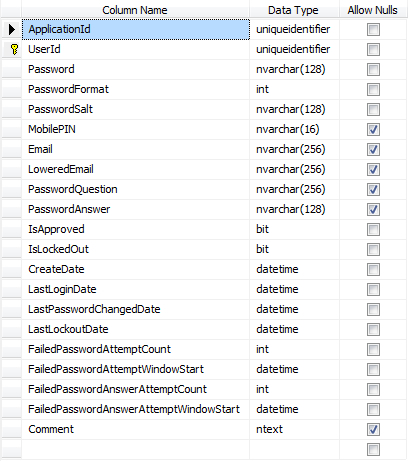 Column Name Data Type Allow Nulls
ApplicationId uniqueidentifier
UserId uniqueidentifier
Password nvarchar(128)
PasswordFormat int
PasswordSalt nvarchar(128)
MobilePIN nvarchar(16)
Email nvarchar(256)
LoweredEmail nvarchar(256)
PasswordQuestion nvarchar(256)
PasswordAnswer nvarchar(128)
IsApproved bit
IsLockedOut bit
CreateDate datetime
LastLoginDate datetime
LastPasswordChangedDate datetime
LastLockoutDate datetime
FailedPasswordAttemptCount int
FailedPasswordAttemptWindowStart datetime
FailedPasswordAnswerAttemptCount int
FailedPasswordAnswerAttemptWindowStart datetime
Comment ntext